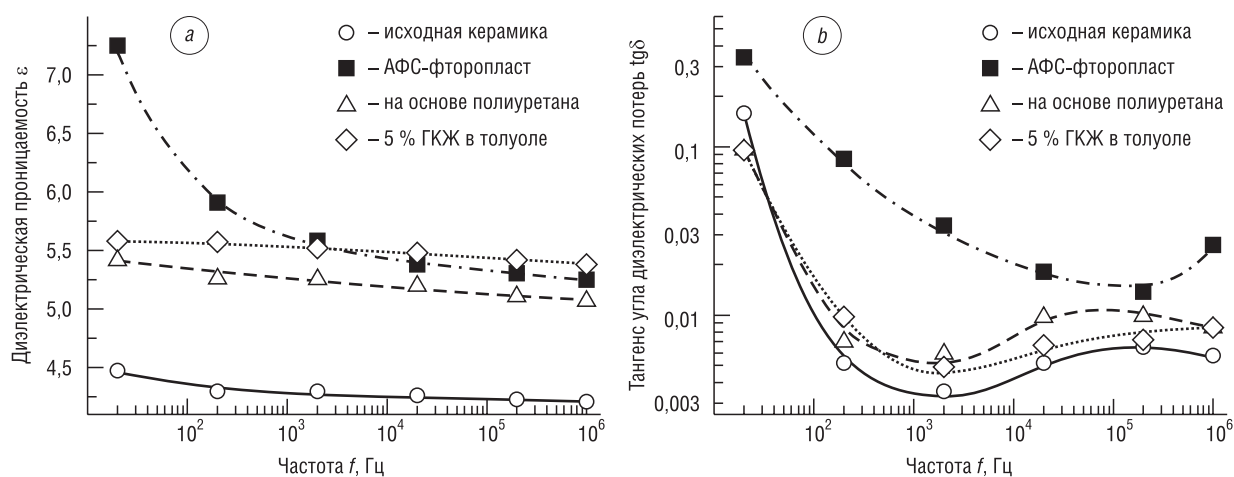 a
– исходная керамика
– АФС-фторопласт
– на основе полиуретана
– 5 % ГКЖ в толуоле
Диэлектрическая проницаемость ε
7,0
6,5
6,0
5,5
5,0
4,5
10² 10³ 10⁴ 10⁵ 10⁶
Частота f, Гц
b
– исходная керамика
– АФС-фторопласт
– на основе полиуретана
– 5 % ГКЖ в толуоле
Тангенс угла диэлектрических потерь tgδ
0,3
0,1
0,03
0,01
0,003
10² 10³ 10⁴ 10⁵ 10⁶
Частота f, Гц